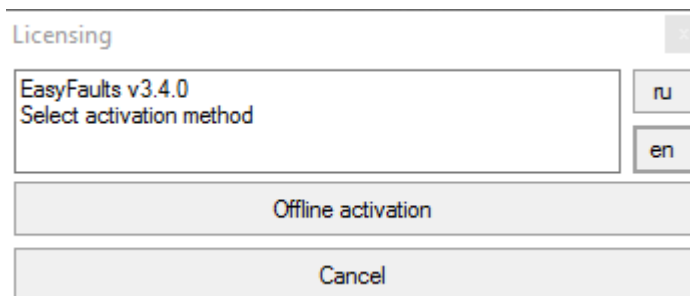 Licensing
x
EasyFaults v3.4.0
Select activation method
ru
en
Offline activation
Cancel